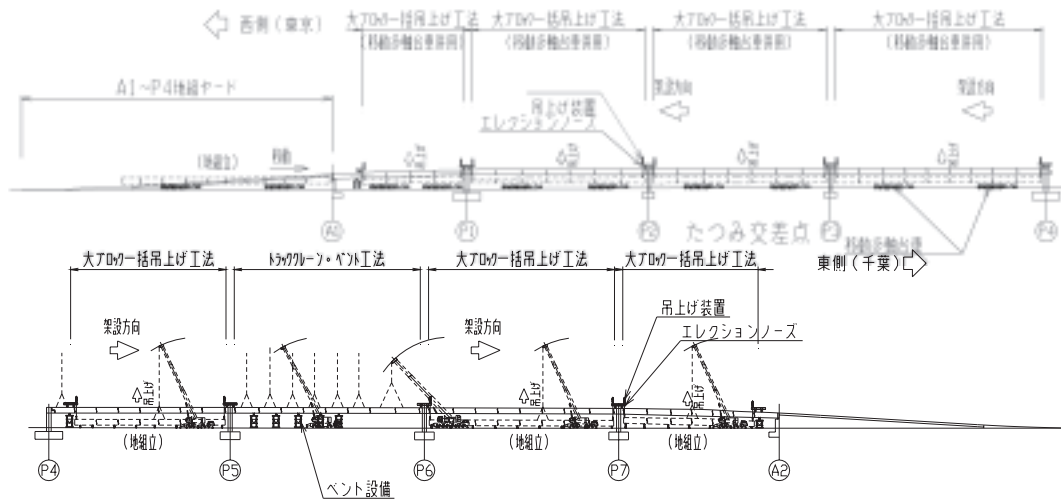 西側(東京)
大ブロック一括吊上げ工法 大ブロック一括吊上げ工法 大ブロック一括吊上げ工法 大ブロック一括吊上げ工法
(移動多軸台車併用) (移動多軸台車併用) (移動多軸台車併用) (移動多軸台車併用)
A1~P4地組ヤード
架設方向 架設方向
吊上げ装置
エレクションノーズ
(地組立) 移動
吊上げ 吊上げ 吊上げ 吊上げ
A1 P1 P2 P3 P4
たつみ交差点
移動多軸台車
大ブロック一括吊上げ工法 トラッククレーン・ベント工法 大ブロック一括吊上げ工法 大ブロック一括吊上げ工法
東側(千葉)
架設方向 架設方向
吊上げ装置
エレクションノーズ
吊上げ 吊上げ 吊上げ
(地組立) (地組立) (地組立)
P4 P5 P6 P7 A2
ベント設備